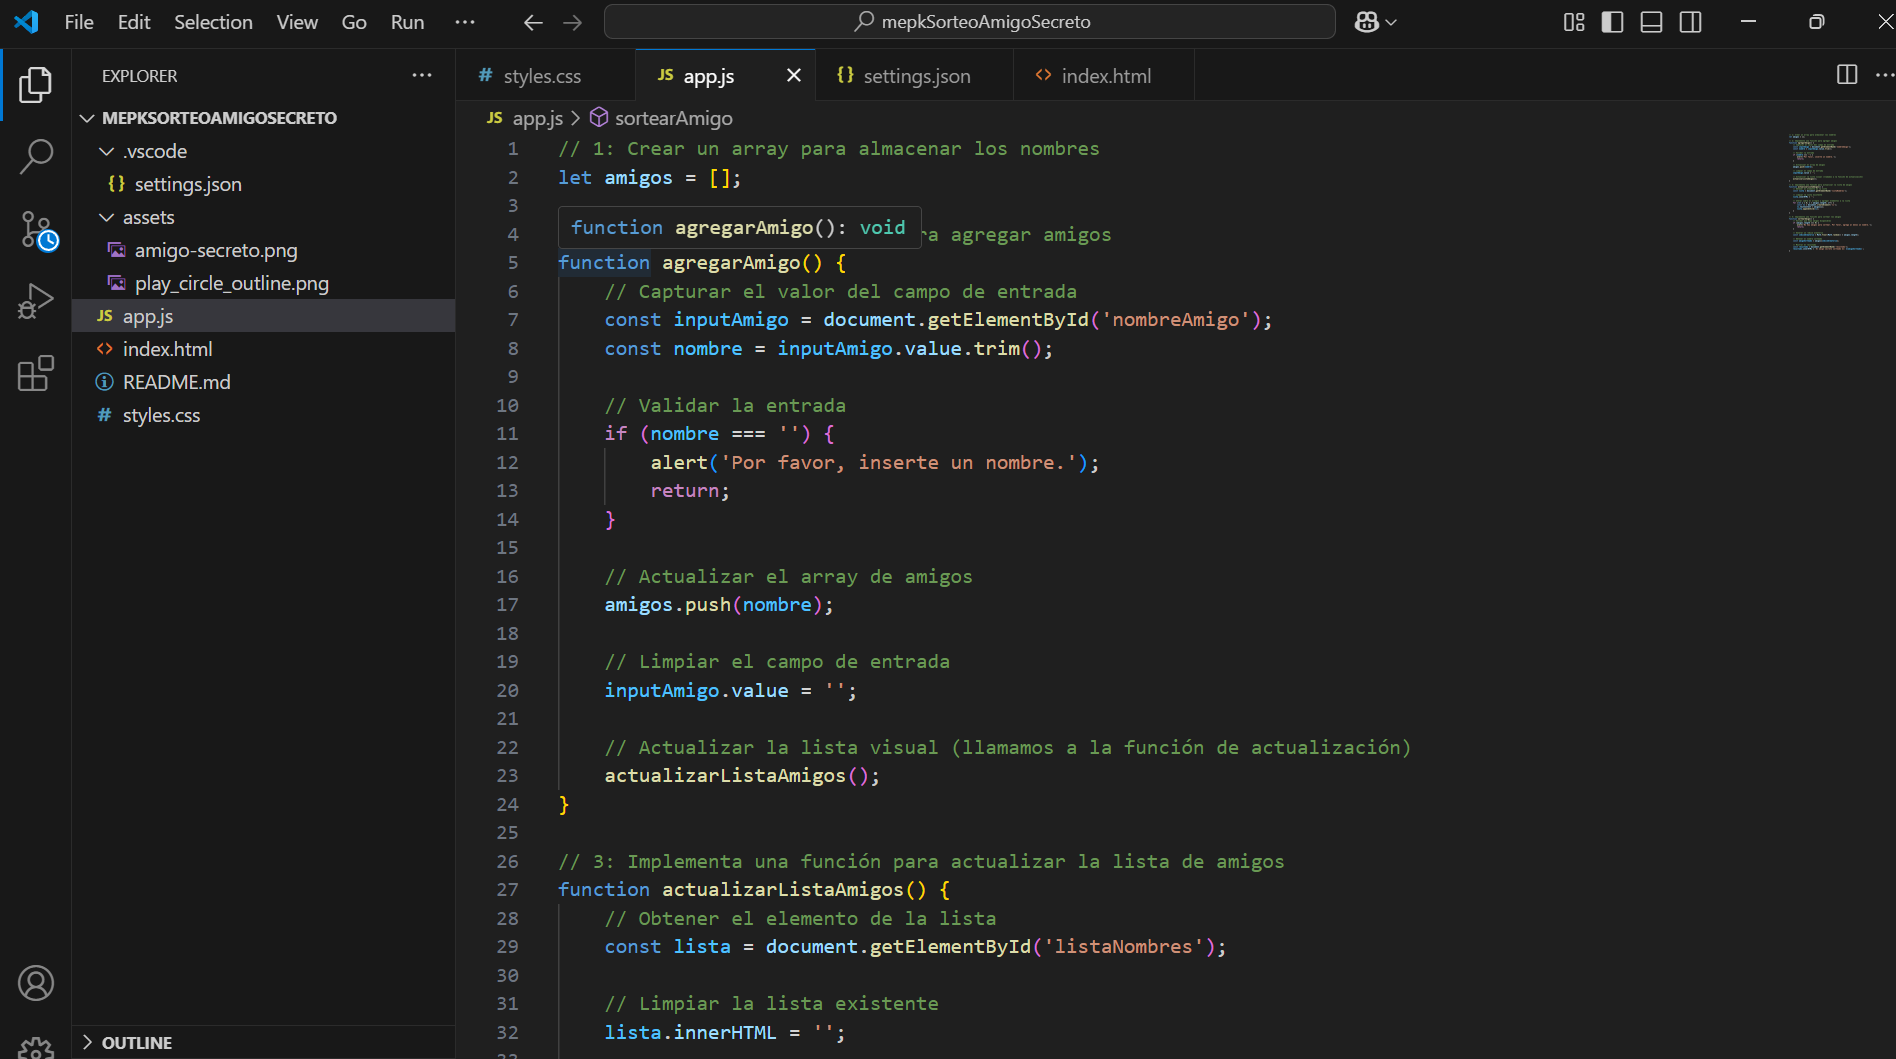 File Edit Selection View Go Run ···
mepkSorteoAmigoSecreto
EXPLORER ···
MEPKSORTEOAMIGOSECRETO
.vscode
{} settings.json
assets
amigo-secreto.png
play_circle_outline.png
JS app.js
<> index.html
README.md
# styles.css
OUTLINE
# styles.css
JS app.js
{} settings.json
<> index.html
JS app.js > sortearAmigo
1 // 1: Crear un array para almacenar los nombres
2 let amigos = [];
3
function agregarAmigo(): void
4 ra agregar amigos
5 function agregarAmigo() {
6 // Capturar el valor del campo de entrada
7 const inputAmigo = document.getElementById('nombreAmigo');
8 const nombre = inputAmigo.value.trim();
9
10 // Validar la entrada
11 if (nombre === '') {
12 alert('Por favor, inserte un nombre.');
13 return;
14 }
15
16 // Actualizar el array de amigos
17 amigos.push(nombre);
18
19 // Limpiar el campo de entrada
20 inputAmigo.value = '';
21
22 // Actualizar la lista visual (llamamos a la función de actualización)
23 actualizarListaAmigos();
24 }
25
26 // 3: Implementa una función para actualizar la lista de amigos
27 function actualizarListaAmigos() {
28 // Obtener el elemento de la lista
29 const lista = document.getElementById('listaNombres');
30
31 // Limpiar la lista existente
32 lista.innerHTML = '';